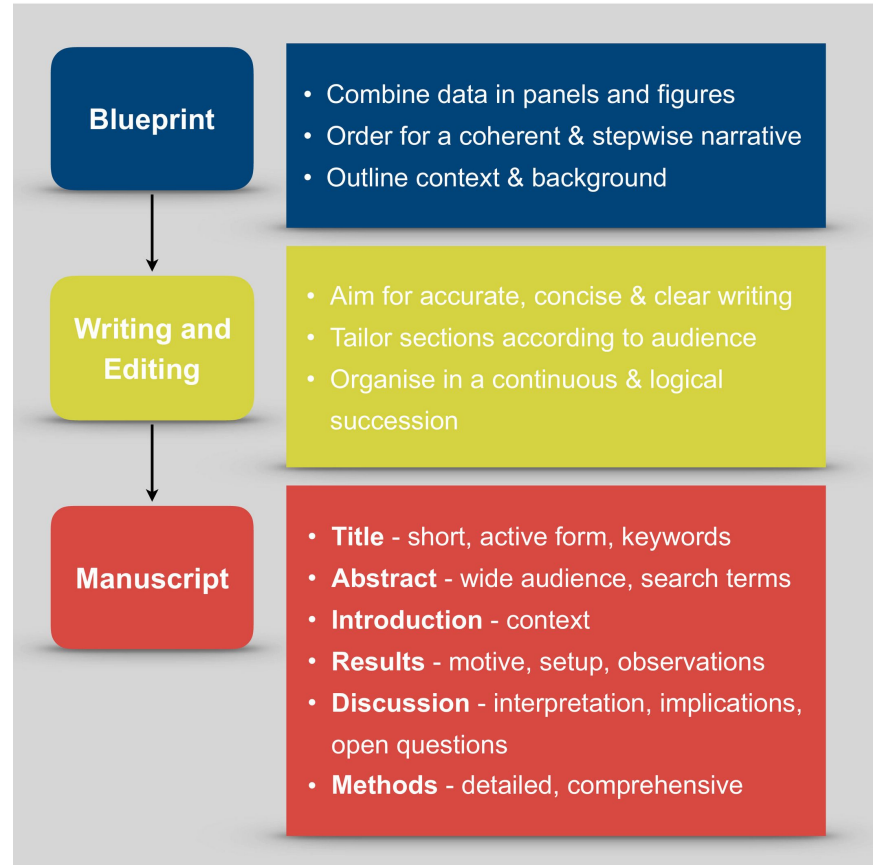 Blueprint
• Combine data in panels and figures
• Order for a coherent & stepwise narrative
• Outline context & background
Writing and
Editing
• Aim for accurate, concise & clear writing
• Tailor sections according to audience
• Organise in a continuous & logical
succession
Manuscript
• Title - short, active form, keywords
• Abstract - wide audience, search terms
• Introduction - context
• Results - motive, setup, observations
• Discussion - interpretation, implications,
open questions
• Methods - detailed, comprehensive